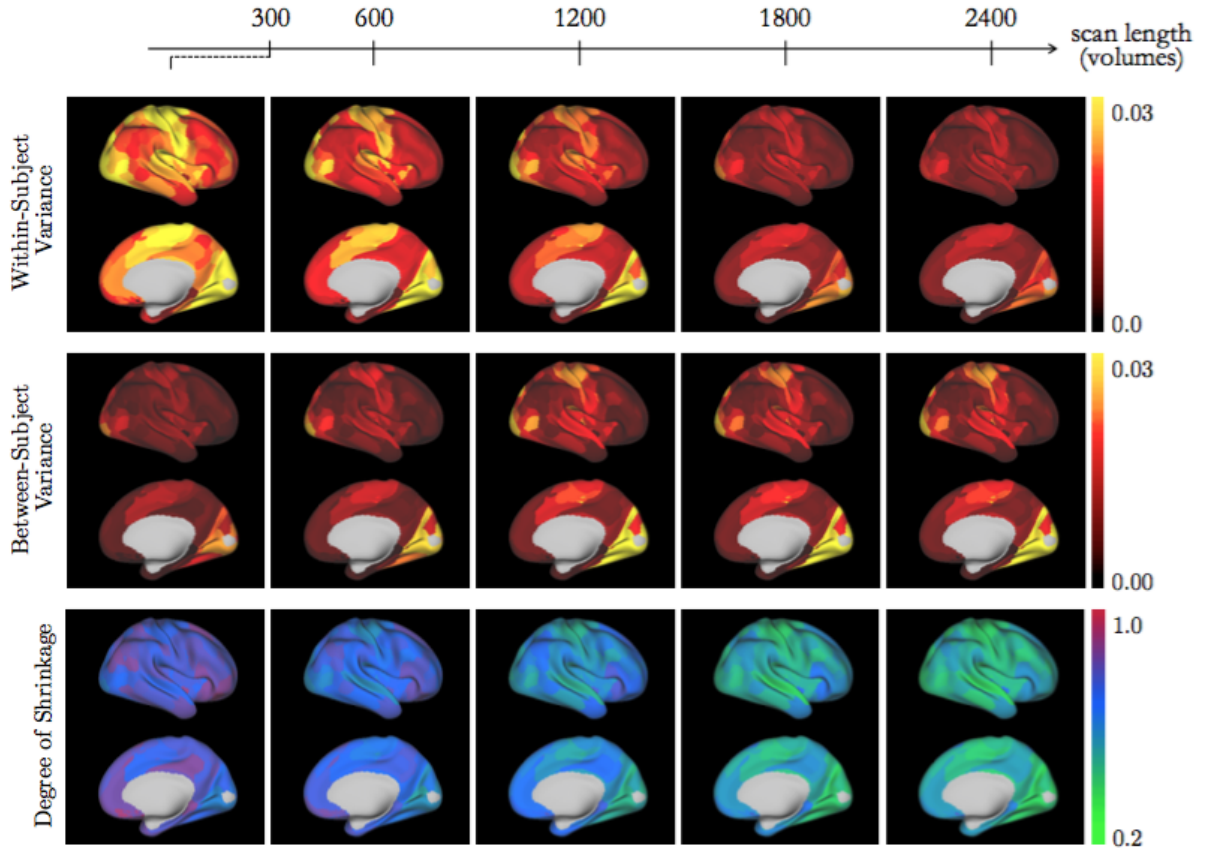 300 600 1200 1800 2400
scan length
(volumes)
Within-Subject
Variance
0.03
0.0
Between-Subject
Variance
0.03
0.00
Degree of Shrinkage
1.0
0.2